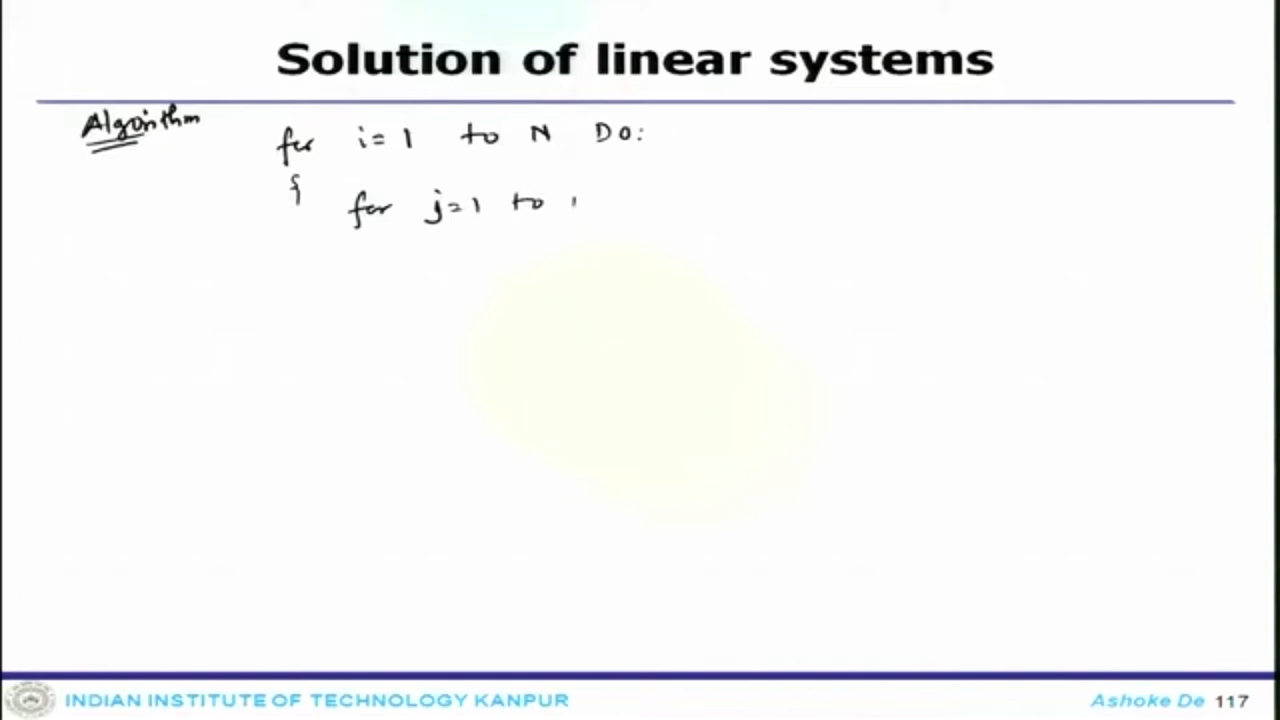 Solution of linear systems
Algorithm
for i=1 to N Do:
{
for j=1 to
INDIAN INSTITUTE OF TECHNOLOGY KANPUR
Ashoke De 117